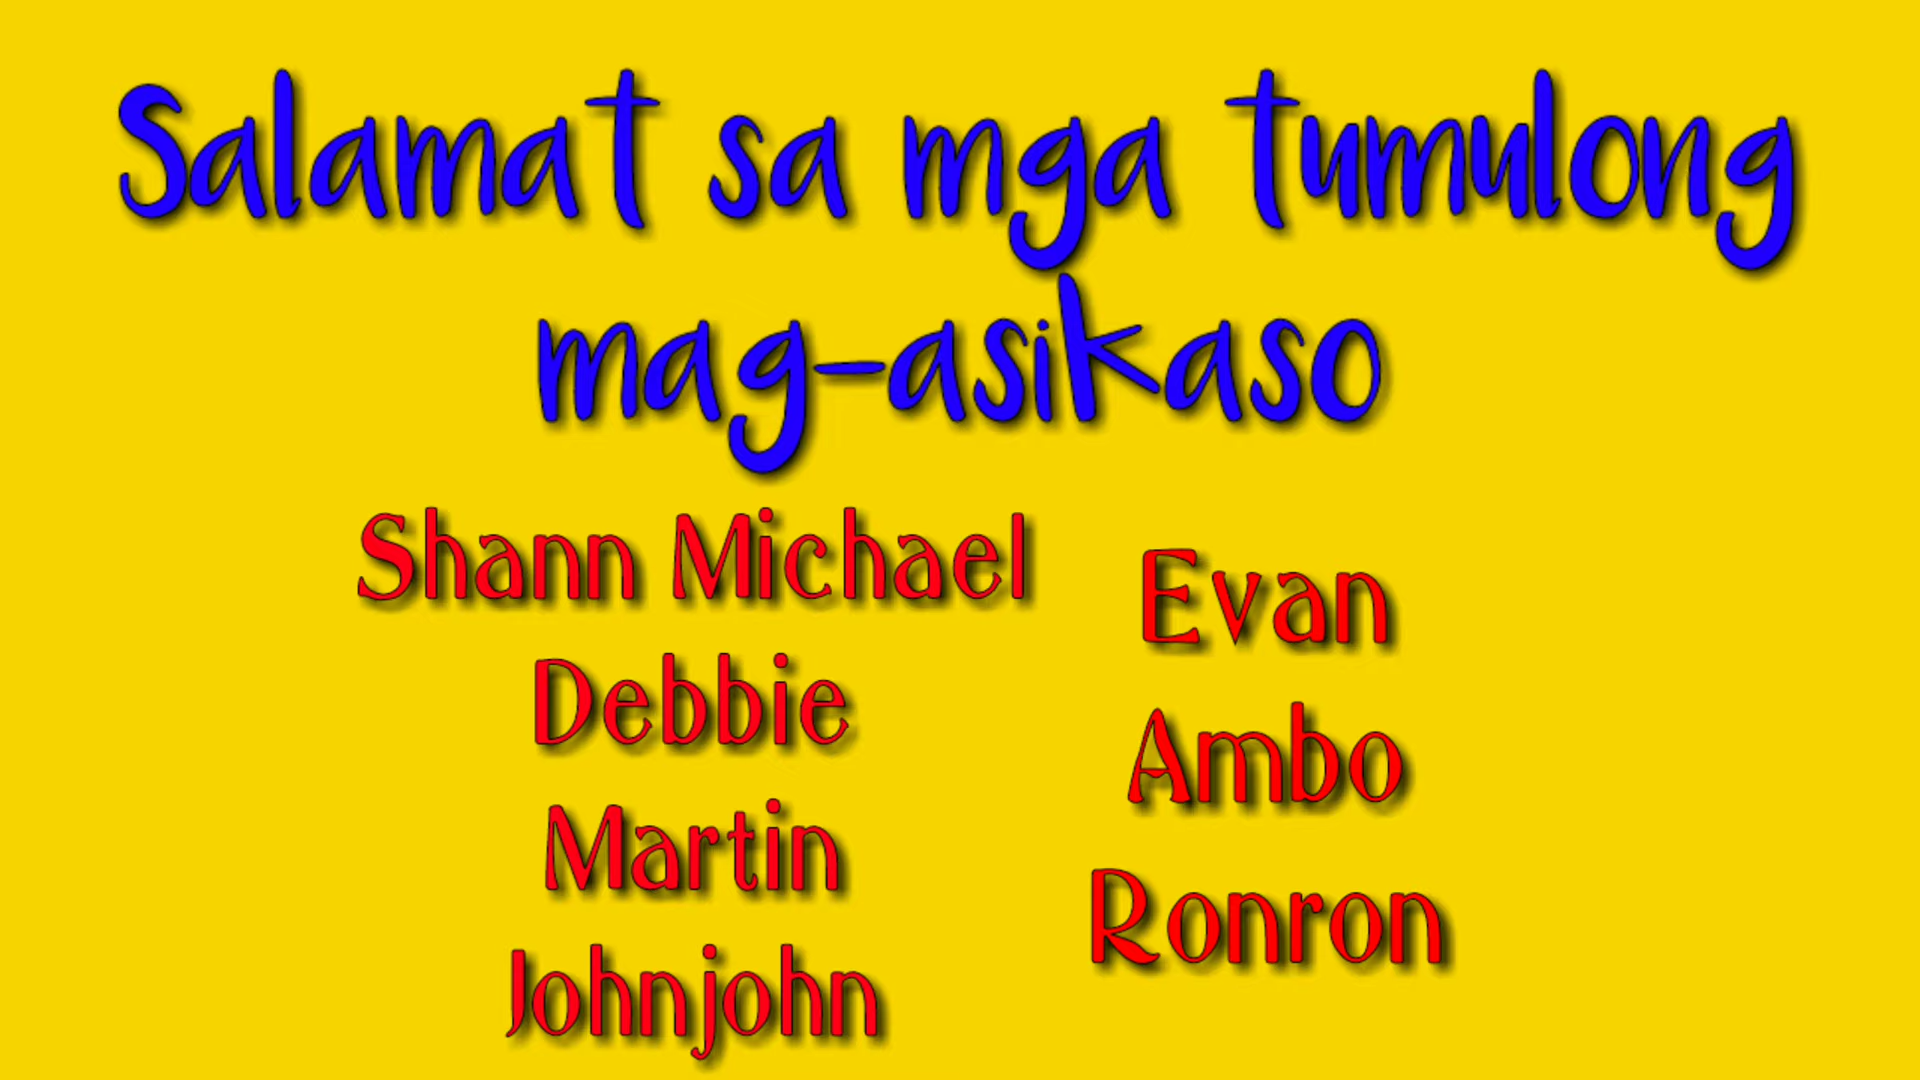 Salamat sa mga tumulong
mag-asikaso
Shann Michael
Debbie
Martin
Johnjohn
Evan
Ambo
Ronron